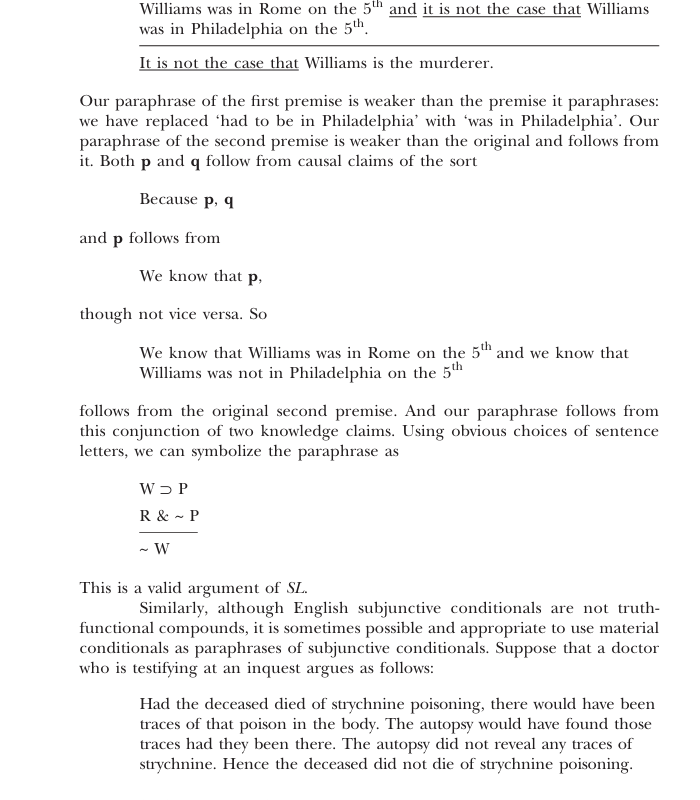 Williams was in Rome on the 5th and it is not the case that Williams
was in Philadelphia on the 5th.
It is not the case that Williams is the murderer.
Our paraphrase of the first premise is weaker than the premise it paraphrases:
we have replaced ‘had to be in Philadelphia’ with ‘was in Philadelphia’. Our
paraphrase of the second premise is weaker than the original and follows from
it. Both p and q follow from causal claims of the sort
Because p, q
and p follows from
We know that p,
though not vice versa. So
We know that Williams was in Rome on the 5th and we know that
Williams was not in Philadelphia on the 5th
follows from the original second premise. And our paraphrase follows from
this conjunction of two knowledge claims. Using obvious choices of sentence
letters, we can symbolize the paraphrase as
W ⊃ P
R & ~ P
~ W
This is a valid argument of SL.
Similarly, although English subjunctive conditionals are not truth-
functional compounds, it is sometimes possible and appropriate to use material
conditionals as paraphrases of subjunctive conditionals. Suppose that a doctor
who is testifying at an inquest argues as follows:
Had the deceased died of strychnine poisoning, there would have been
traces of that poison in the body. The autopsy would have found those
traces had they been there. The autopsy did not reveal any traces of
strychnine. Hence the deceased did not die of strychnine poisoning.